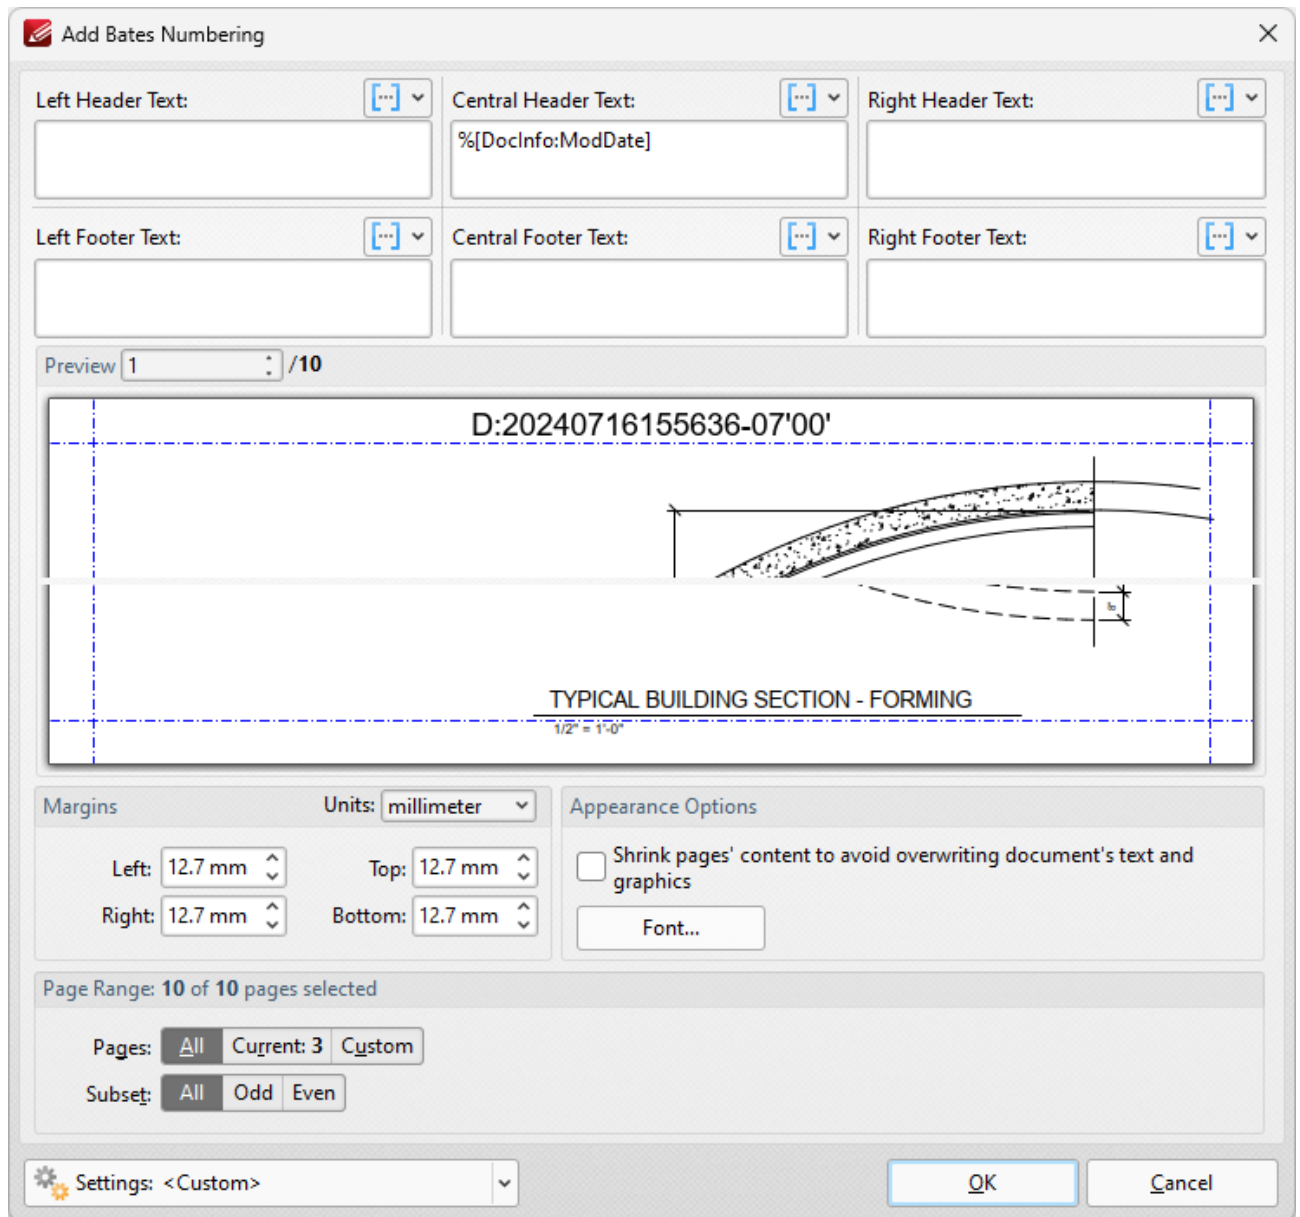 Add Bates Numbering
Left Header Text:
Central Header Text:
Right Header Text:
%[DocInfo:ModDate]
Left Footer Text:
Central Footer Text:
Right Footer Text:
Preview 1 /10
D:20240716155636-07'00'
TYPICAL BUILDING SECTION - FORMING
1/2" = 1'-0"
Margins
Units: millimeter
Left: 12.7 mm
Top: 12.7 mm
Right: 12.7 mm
Bottom: 12.7 mm
Appearance Options
Shrink pages' content to avoid overwriting document's text and
graphics
Font...
Page Range: 10 of 10 pages selected
Pages: All Current: 3 Custom
Subset: All Odd Even
Settings: <Custom>
OK
Cancel